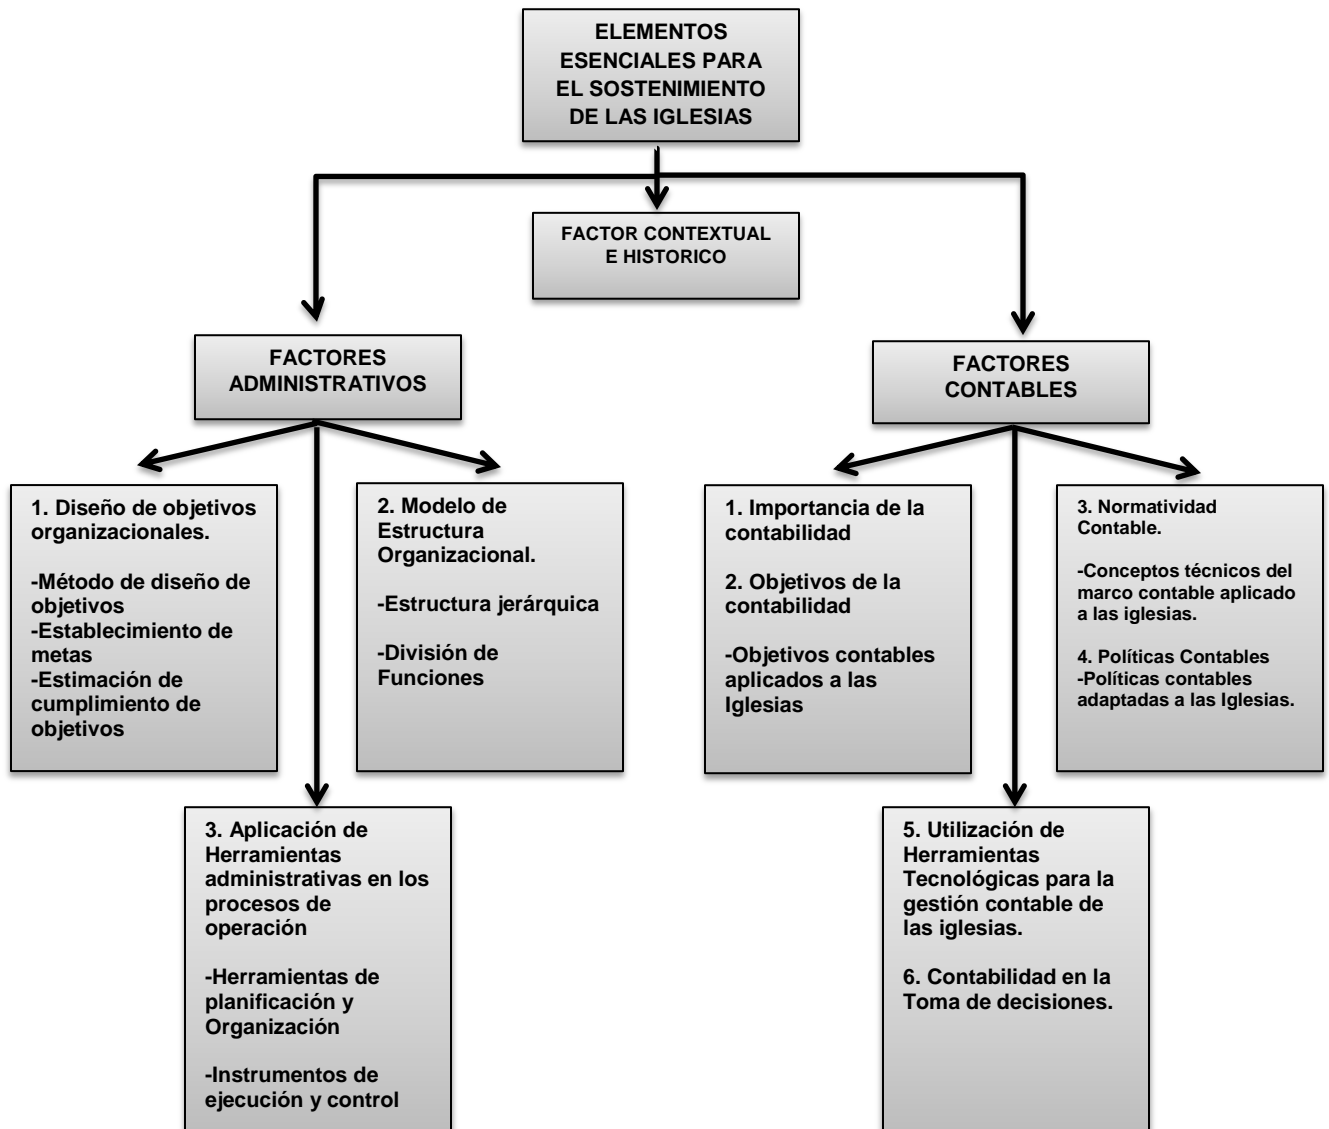 ELEMENTOS
ESENCIALES PARA
EL SOSTENIMIENTO
DE LAS IGLESIAS
FACTOR CONTEXTUAL
E HISTORICO
FACTORES
ADMINISTRATIVOS
FACTORES
CONTABLES
1. Diseño de objetivos
organizacionales.
-Método de diseño de
objetivos
-Establecimiento de
metas
-Estimación de
cumplimiento de
objetivos
2. Modelo de
Estructura
Organizacional.
-Estructura jerárquica
-División de
Funciones
1. Importancia de la
contabilidad
2. Objetivos de la
contabilidad
-Objetivos contables
aplicados a las
Iglesias
3. Normatividad
Contable.
-Conceptos técnicos del
marco contable aplicado
a las iglesias.
4. Políticas Contables
-Políticas contables
adaptadas a las Iglesias.
3. Aplicación de
Herramientas
administrativas en los
procesos de
operación
-Herramientas de
planificación y
Organización
-Instrumentos de
ejecución y control
5. Utilización de
Herramientas
Tecnológicas para la
gestión contable de
las iglesias.
6. Contabilidad en la
Toma de decisiones.